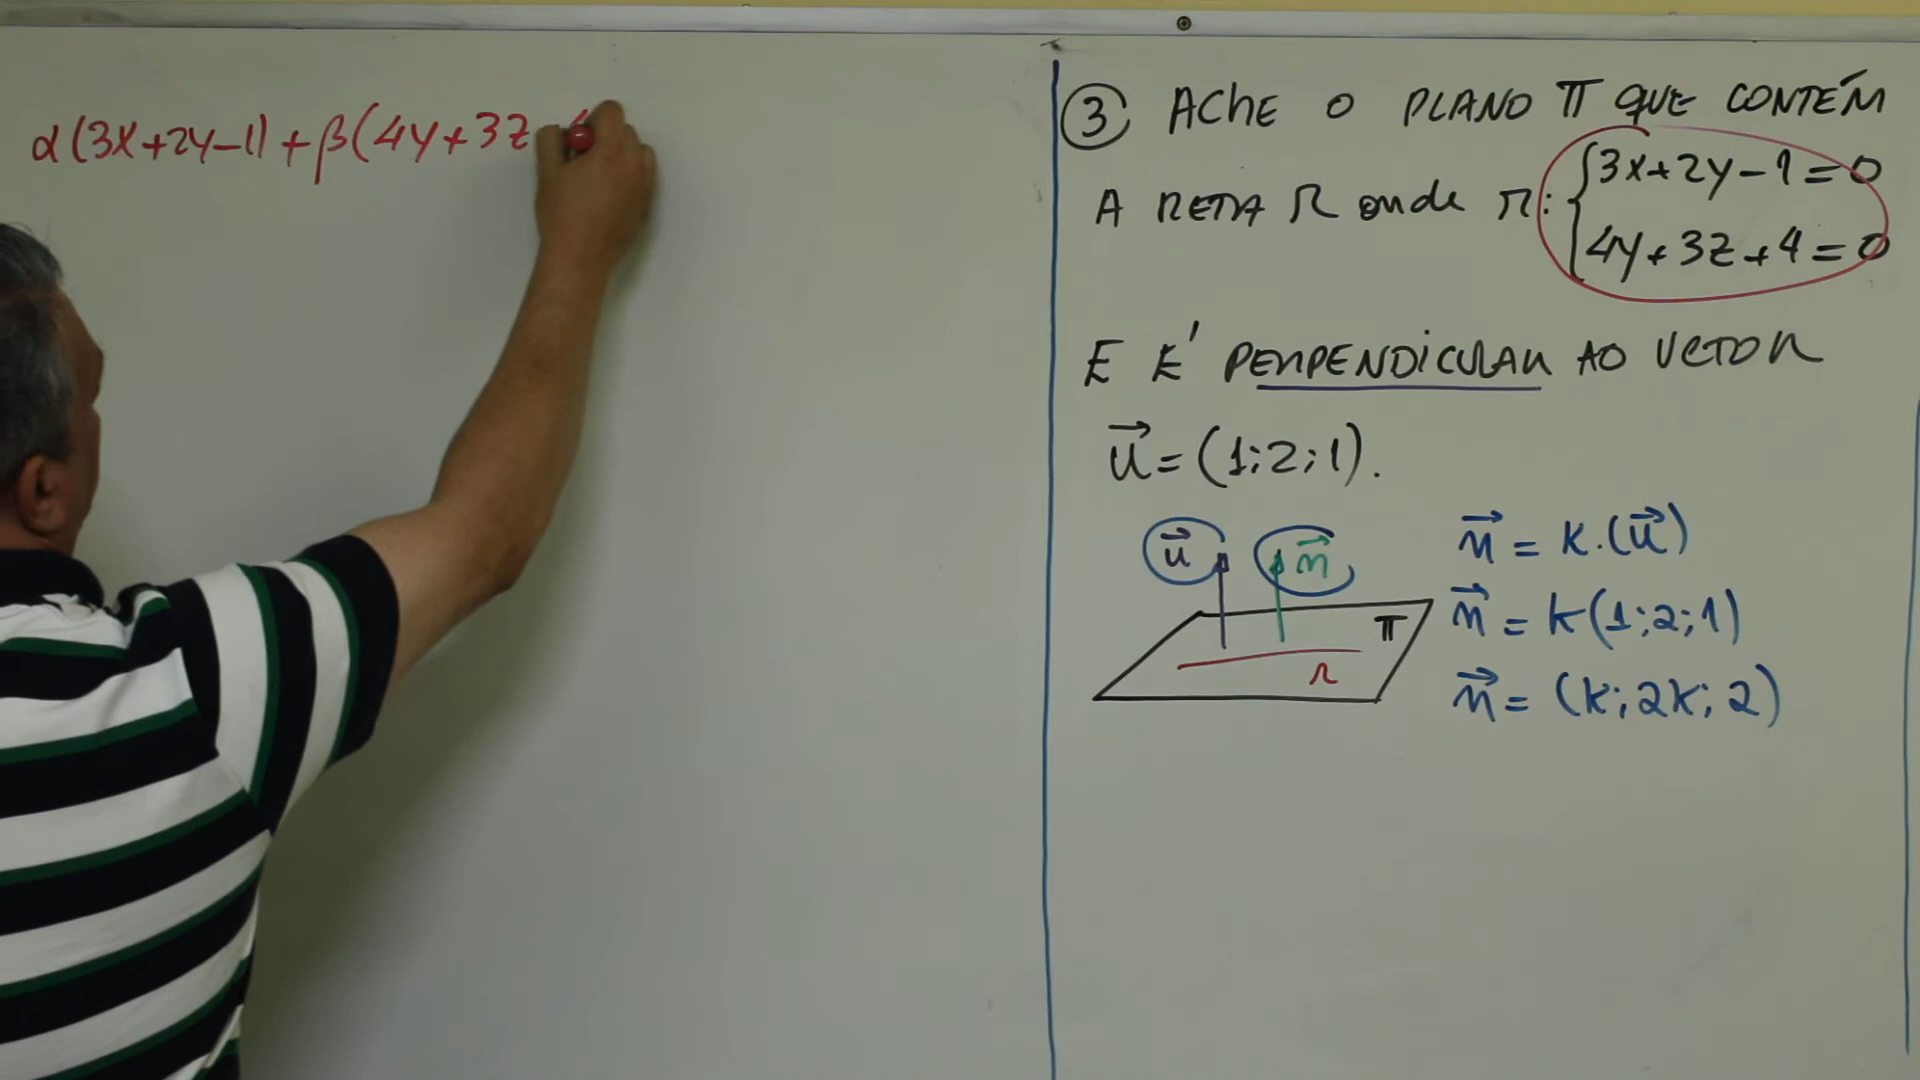 α(3x+2y-1)+β(4y+3z
③ ACHE O PLANO π QUE CONTÉM
A RETA R onde r: {3x+2y-1=0
4y+3z+4=0
E É PERPENDICULAR AO VETOR
u⃗=(1;2;1).
u⃗ n⃗
π
r
n⃗=K.(u⃗)
n⃗=K(1;2;1)
n⃗=(K;2K;2)